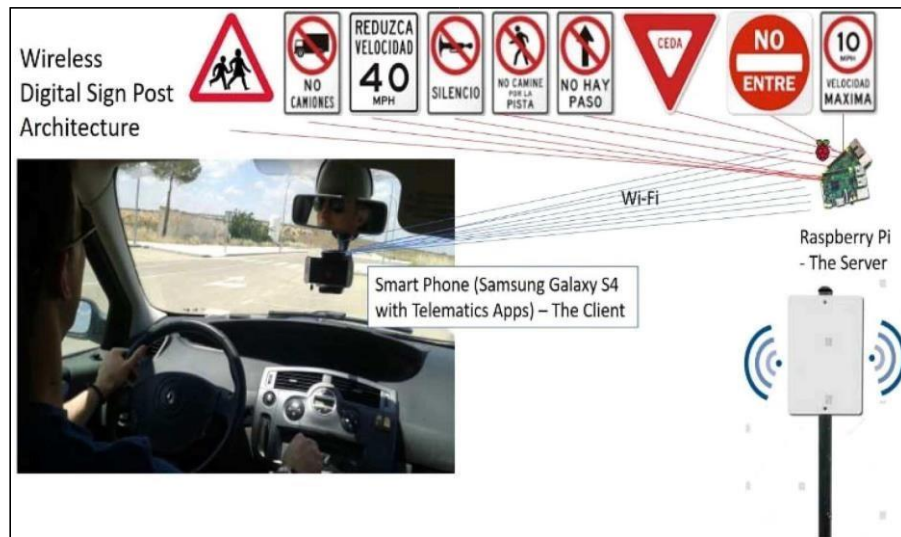 Wireless
Digital Sign Post
Architecture
NO
CAMIONES
REDUZCA
VELOCIDAD
40
MPH
SILENCIO
NO CAMINE
POR LA
PISTA
NO HAY
PASO
CEDA
NO
ENTRE
10
MPH
VELOCIDAD
MAXIMA
Wi-Fi
Raspberry Pi
- The Server
Smart Phone (Samsung Galaxy S4
with Telematics Apps) – The Client